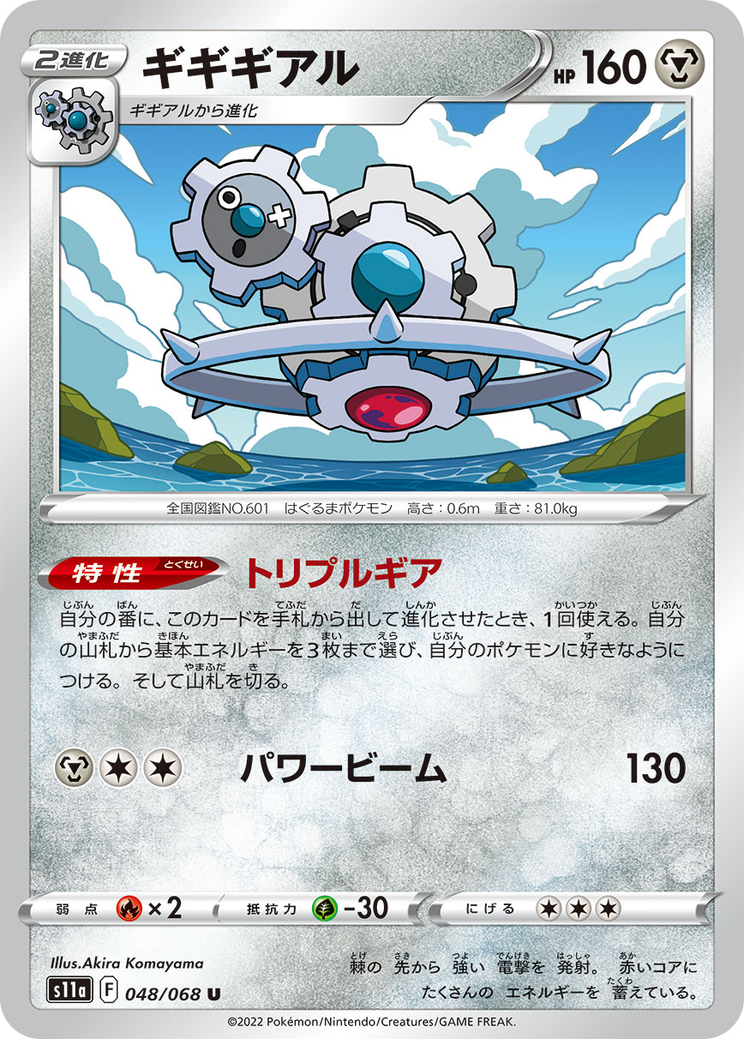 2進化 ギギギアル HP 160
ギギアルから進化
全国図鑑NO.601 はぐるまポケモン 高さ:0.6m 重さ:81.0kg
特性 とくせい トリプルギア
自分の番に、このカードを手札から出して進化させたとき、1回使える。自分
の山札から基本エネルギーを3枚まで選び、自分のポケモンに好きなように
つける。そして山札を切る。
パワービーム 130
弱点 ×2 抵抗力 -30 にげる
Illus.Akira Komayama
棘の 先から 強い 電撃を 発射。 赤いコアに
たくさんの エネルギーを 蓄えている。
s11a F 048/068 U
©2022 Pokémon/Nintendo/Creatures/GAME FREAK.